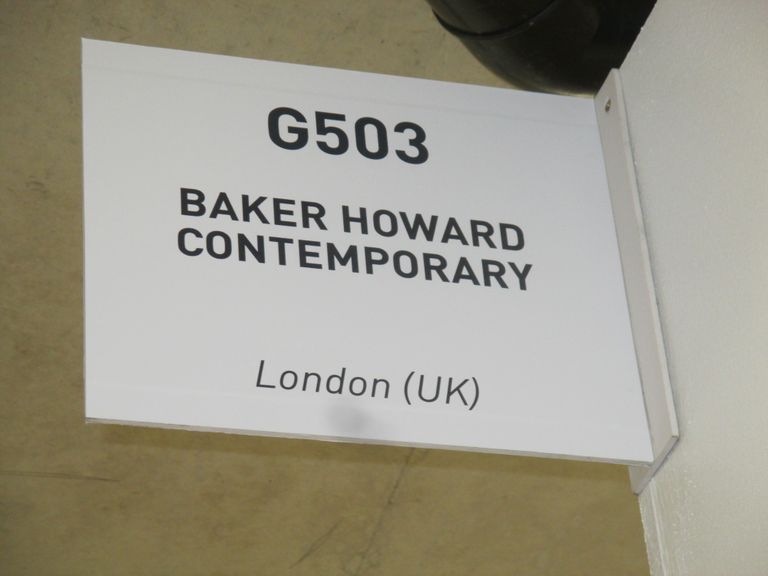 G503
BAKER HOWARD
CONTEMPORARY
London (UK)